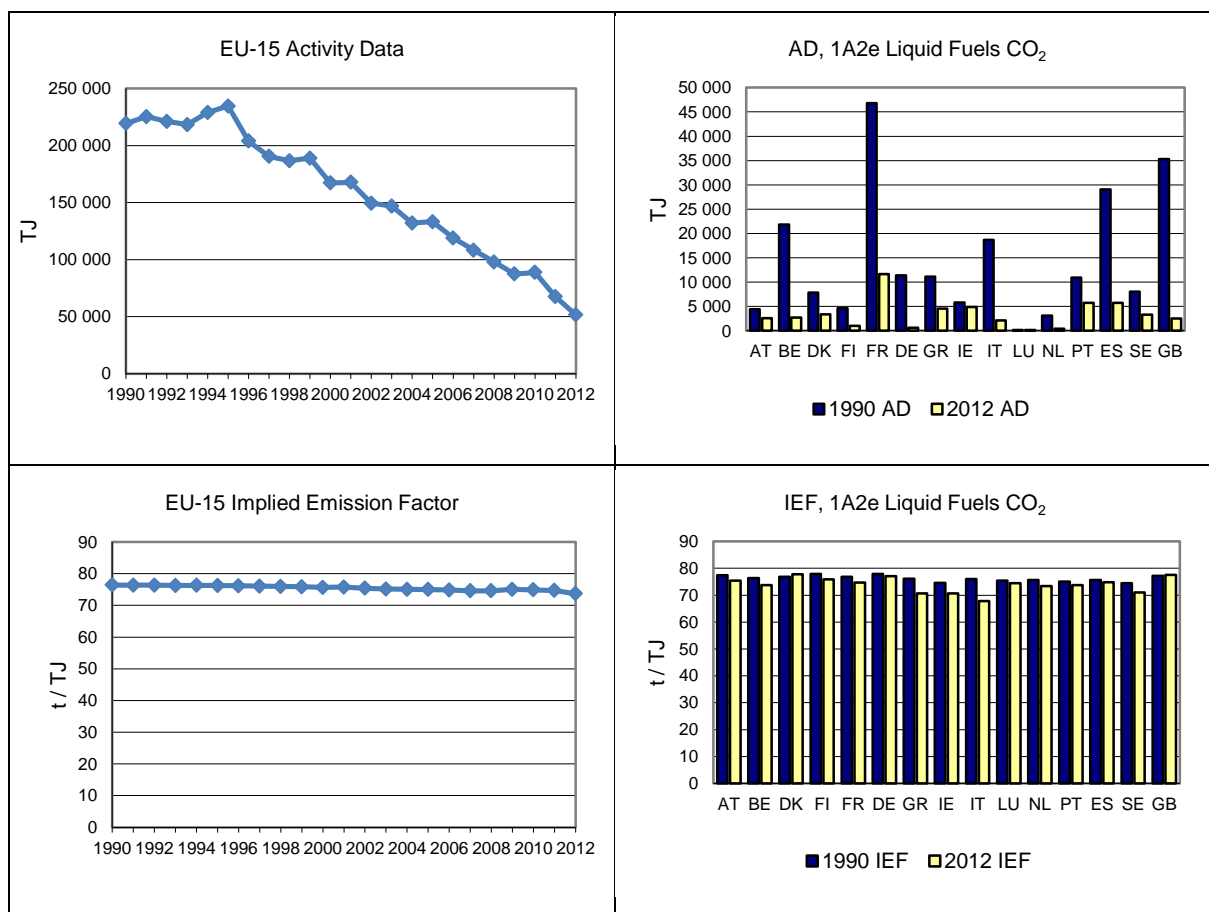 EU-15 Activity Data
250 000
200 000
150 000
100 000
50 000
0
TJ
1990 1992 1994 1996 1998 2000 2002 2004 2006 2008 2010 2012
AD, 1A2e Liquid Fuels CO₂
50 000
45 000
40 000
35 000
30 000
25 000
20 000
15 000
10 000
5 000
0
TJ
AT BE DK FI FR DE GR IE IT LU NL PT ES SE GB
1990 AD 2012 AD
EU-15 Implied Emission Factor
90
80
70
60
50
40
30
20
10
0
t / TJ
1990 1992 1994 1996 1998 2000 2002 2004 2006 2008 2010 2012
IEF, 1A2e Liquid Fuels CO₂
90
80
70
60
50
40
30
20
10
0
t / TJ
AT BE DK FI FR DE GR IE IT LU NL PT ES SE GB
1990 IEF 2012 IEF